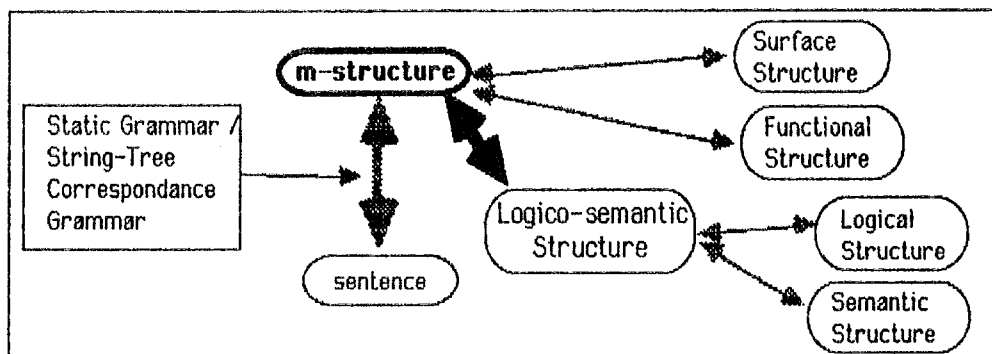 m-structure
Surface
Structure
Static Grammar /
String-Tree
Correspondance
Grammar
Functional
Structure
Logico-semantic
Structure
Logical
Structure
sentence
Semantic
Structure